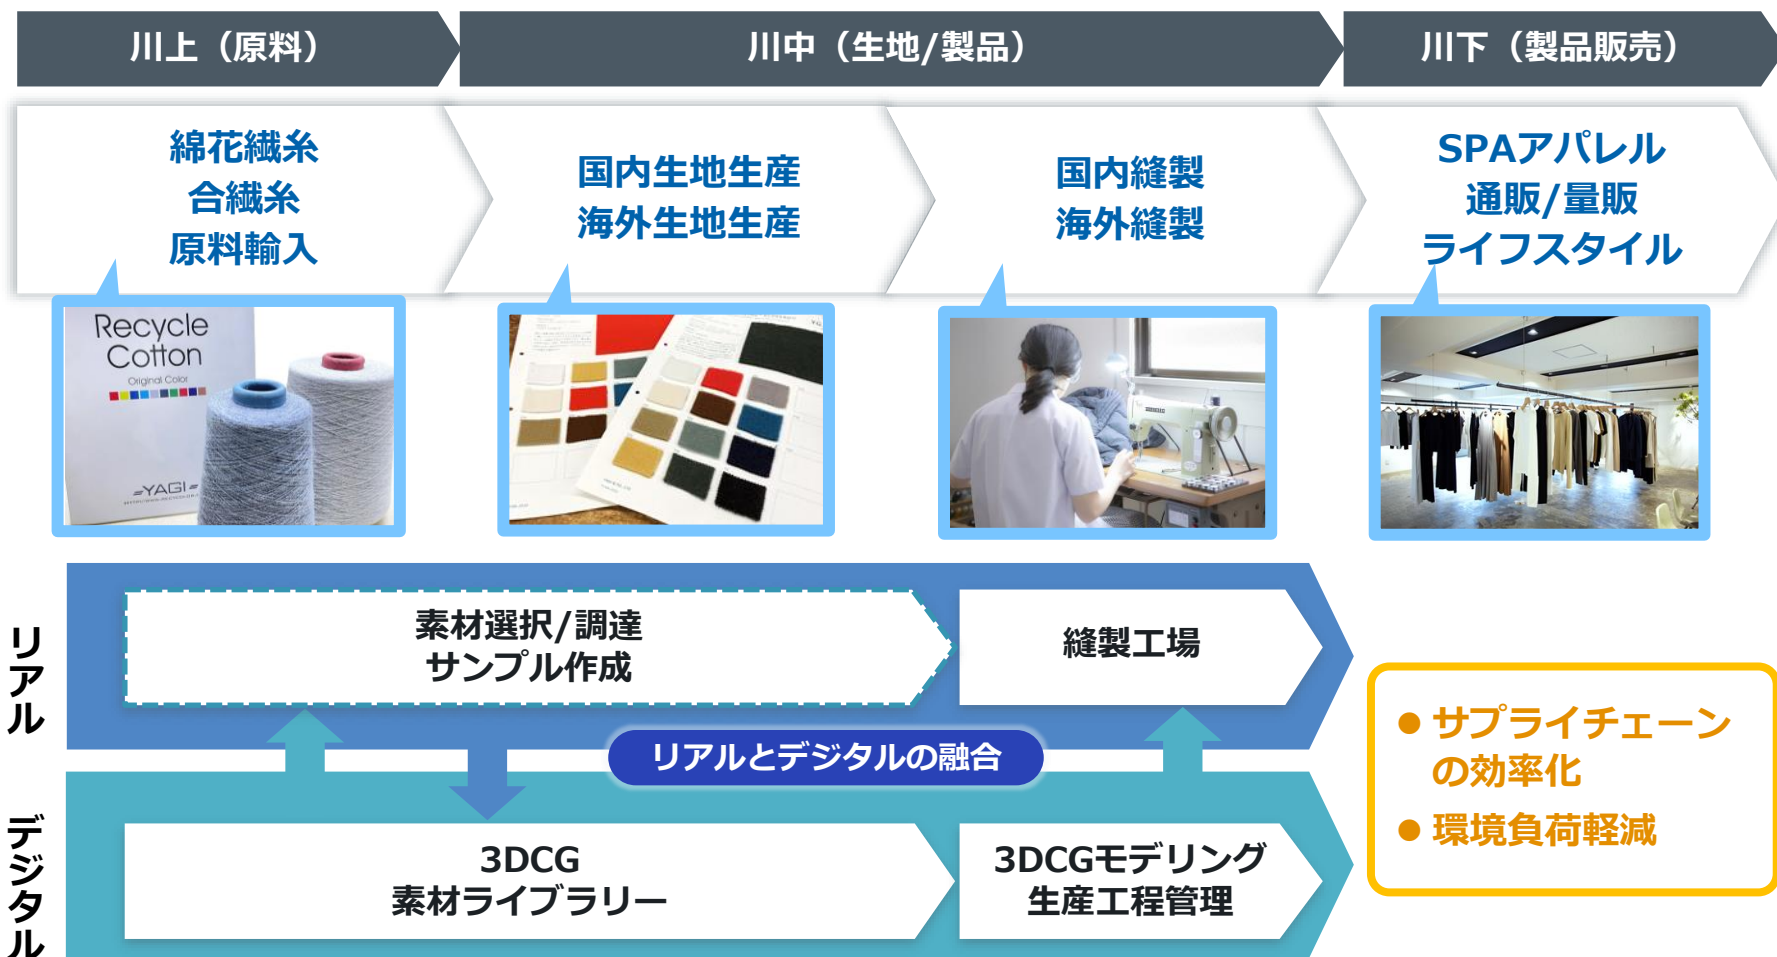 川上（原料）
川中（生地/製品）
川下（製品販売）
綿花繊糸
合繊糸
原料輸入
国内生地生産
海外生地生産
国内縫製
海外縫製
SPAアパレル
通販/量販
ライフスタイル
Recycle
Cotton
Original Color
=YAGI=
リアル
素材選択/調達
サンプル作成
縫製工場
リアルとデジタルの融合
デジタル
3DCG
素材ライブラリー
3DCGモデリング
生産工程管理
● サプライチェーン
の効率化
● 環境負荷軽減